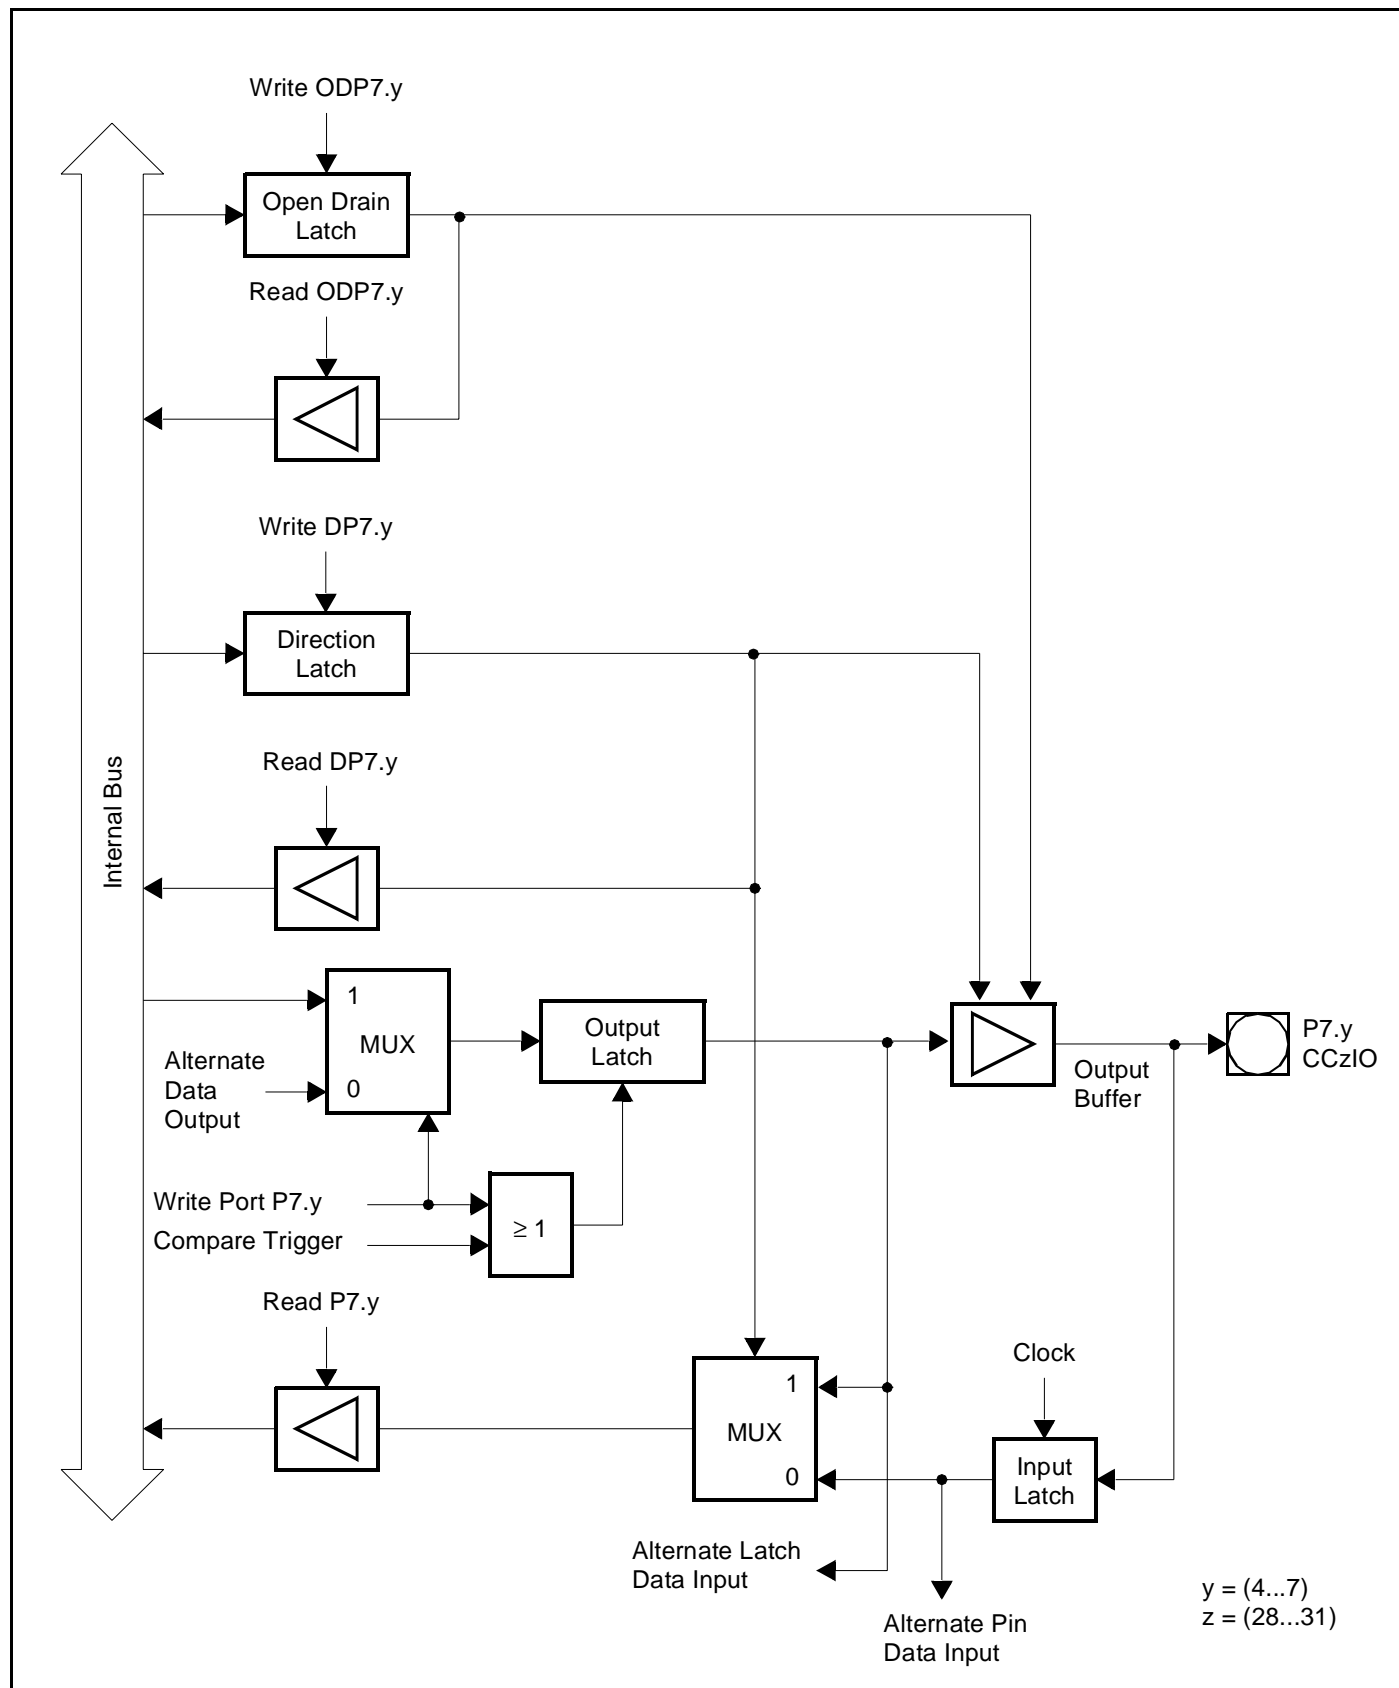 Write ODP7.y
Open Drain
Latch
Read ODP7.y
Write DP7.y
Direction
Latch
Read DP7.y
Internal Bus
1
MUX
0
Alternate
Data
Output
Output
Latch
Output
Buffer
P7.y
CCzIO
Write Port P7.y
Compare Trigger
≥ 1
Read P7.y
1
MUX
0
Clock
Input
Latch
Alternate Latch
Data Input
Alternate Pin
Data Input
y = (4...7)
z = (28...31)